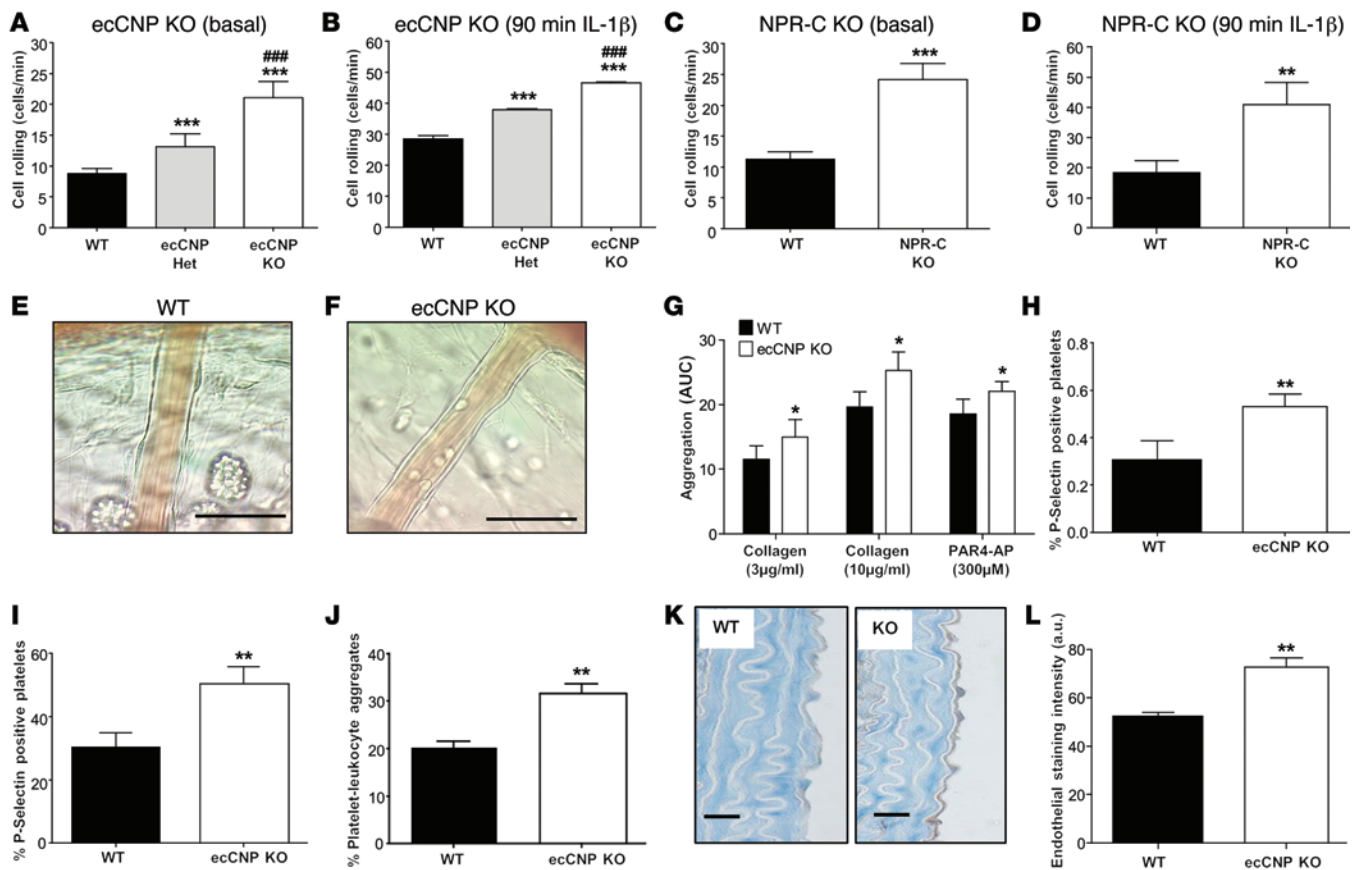 A
ecCNP KO (basal)
Cell rolling (cells/min)
30
25
20
15
10
5
0
***
###
***
WT
ecCNP
Het
ecCNP
KO
B
ecCNP KO (90 min IL-1β)
Cell rolling (cells/min)
60
50
40
30
20
10
0
***
###
***
WT
ecCNP
Het
ecCNP
KO
C
NPR-C KO (basal)
Cell rolling (cells/min)
30
25
20
15
10
5
0
***
WT
NPR-C
KO
D
NPR-C KO (90 min IL-1β)
Cell rolling (cells/min)
60
50
40
30
20
10
0
**
WT
NPR-C
KO
E
WT
F
ecCNP KO
G
WT
ecCNP KO
Aggregation (AUC)
30
20
10
0
*
*
*
Collagen
(3µg/ml)
Collagen
(10µg/ml)
PAR4-AP
(300µM)
H
% P-Selectin positive platelets
0.8
0.6
0.4
0.2
0.0
**
WT
ecCNP KO
I
% P-Selectin positive platelets
60
40
20
0
**
WT
ecCNP KO
J
% Platelet-leukocyte aggregates
40
30
20
10
0
**
WT
ecCNP KO
K
WT
KO
L
Endothelial staining intensity (a.u.)
80
60
40
20
0
**
WT
ecCNP KO